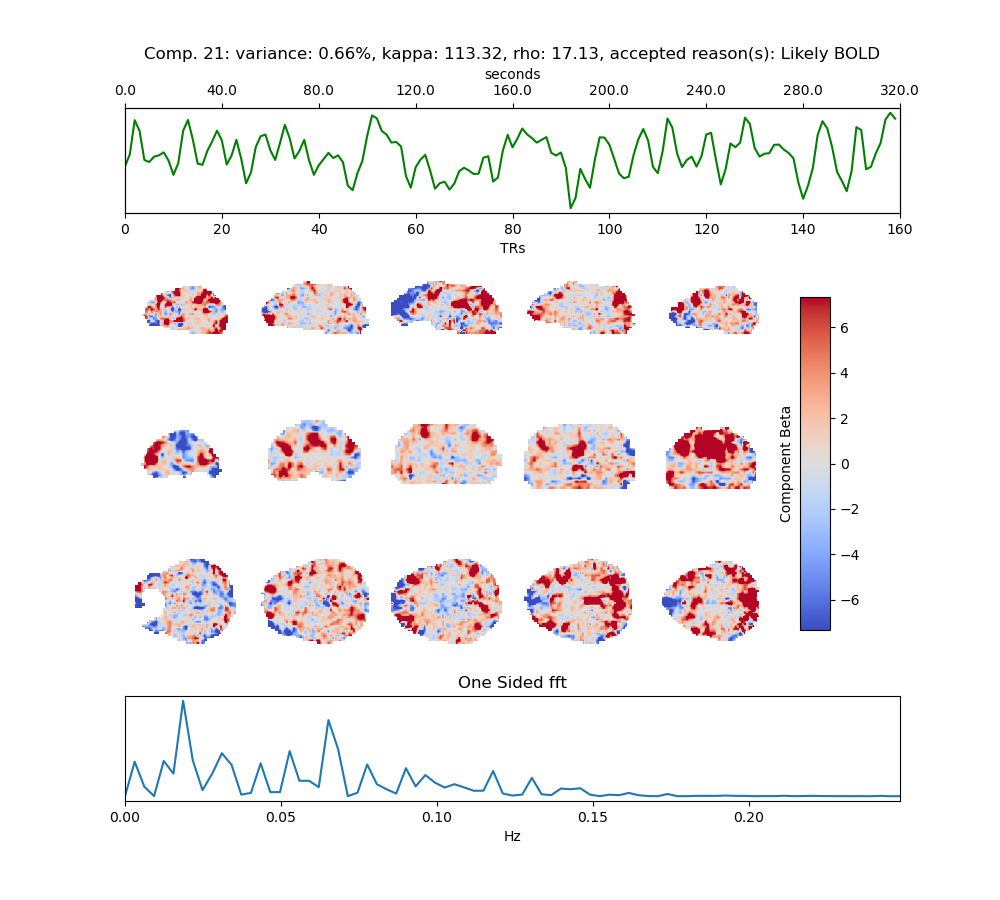 Comp. 21: variance: 0.66%, kappa: 113.32, rho: 17.13, accepted reason(s): Likely BOLD
seconds
0.0 40.0 80.0 120.0 160.0 200.0 240.0 280.0 320.0
0 20 40 60 80 100 120 140 160
TRs
6
4
2
0
−2
−4
−6
Component Beta
One Sided fft
0.00 0.05 0.10 0.15 0.20
Hz